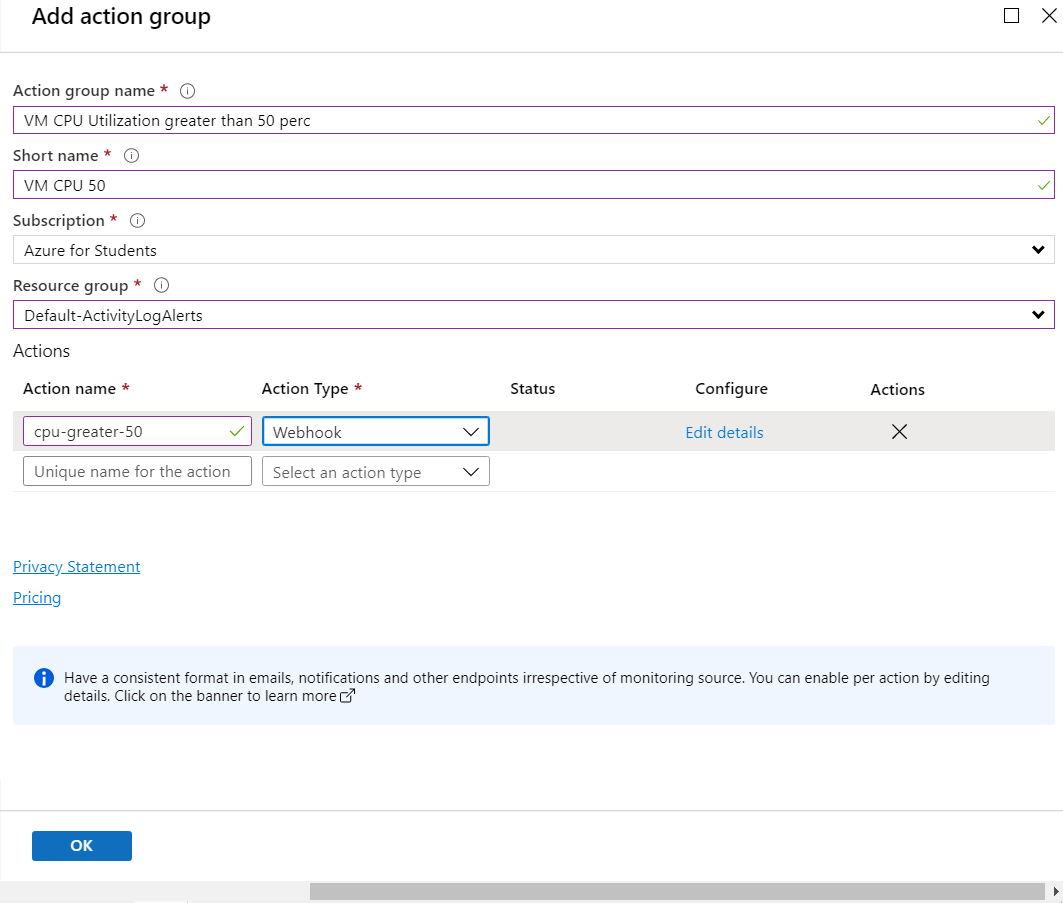 Add action group
Action group name *
VM CPU Utilization greater than 50 perc
Short name *
VM CPU 50
Subscription *
Azure for Students
Resource group *
Default-ActivityLogAlerts
Actions
Action name * Action Type * Status Configure Actions
cpu-greater-50 Webhook Edit details
Unique name for the action Select an action type
Privacy Statement
Pricing
Have a consistent format in emails, notifications and other endpoints irrespective of monitoring source. You can enable per action by editing
details. Click on the banner to learn more
OK